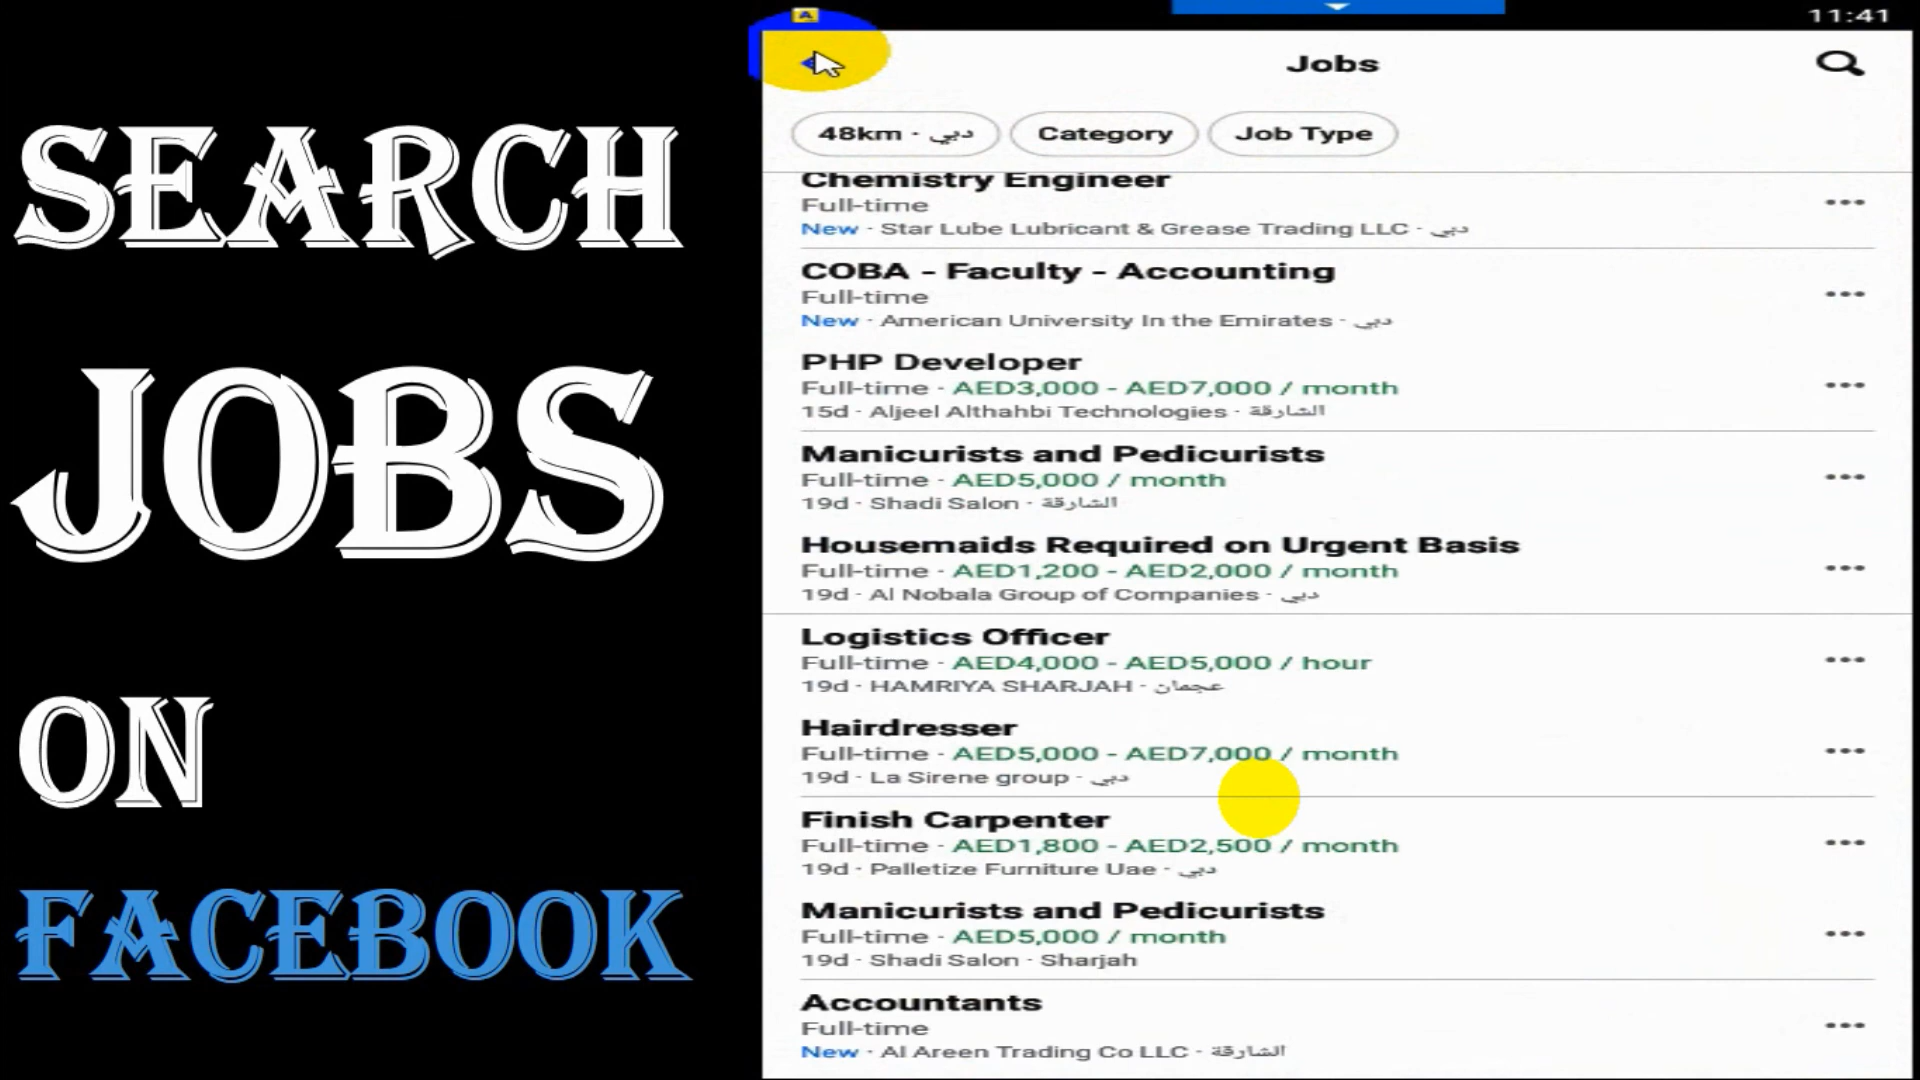 SEARCH
JOBS
ON
FACEBOOK
A
11:41
Jobs
48km · دبي
Category
Job Type
Chemistry Engineer
Full-time
New · Star Lube Lubricant & Grease Trading LLC · دبي
COBA - Faculty - Accounting
Full-time
New · American University In the Emirates · دبي
PHP Developer
Full-time · AED3,000 - AED7,000 / month
15d · Aljeel Althahbi Technologies · الشارقة
Manicurists and Pedicurists
Full-time · AED5,000 / month
19d · Shadi Salon · الشارقة
Housemaids Required on Urgent Basis
Full-time · AED1,200 - AED2,000 / month
19d · Al Nobala Group of Companies · دبي
Logistics Officer
Full-time · AED4,000 - AED5,000 / hour
19d · HAMRIYA SHARJAH · عجمان
Hairdresser
Full-time · AED5,000 - AED7,000 / month
19d · La Sirene group · دبي
Finish Carpenter
Full-time · AED1,800 - AED2,500 / month
19d · Palletize Furniture Uae · دبي
Manicurists and Pedicurists
Full-time · AED5,000 / month
19d · Shadi Salon · Sharjah
Accountants
Full-time
New · Al Areen Trading Co LLC · الشارقة